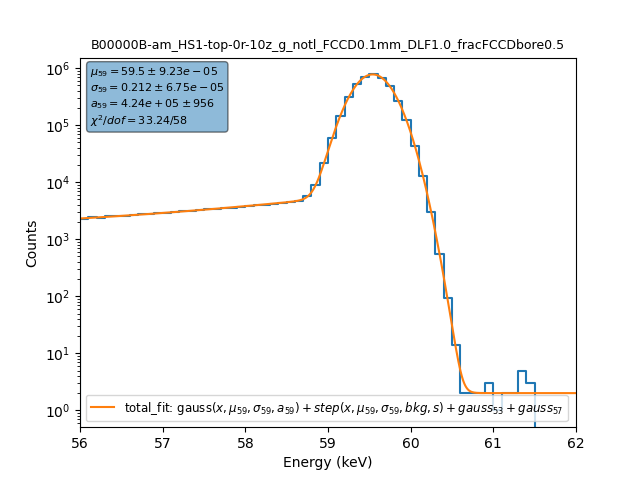 B00000B-am_HS1-top-0r-10z_g_notl_FCCD0.1mm_DLF1.0_fracFCCDbore0.5
μ₅₉ = 59.5 ± 9.23e − 05
σ₅₉ = 0.212 ± 6.75e − 05
a₅₉ = 4.24e + 05 ± 956
χ²/dof = 33.24/58
10⁶
10⁵
10⁴
10³
10²
10¹
10⁰
Counts
total_fit: gauss(x, μ₅₉, σ₅₉, a₅₉) + step(x, μ₅₉, σ₅₉, bkg, s) + gauss₅₃ + gauss₅₇
56 57 58 59 60 61 62
Energy (keV)